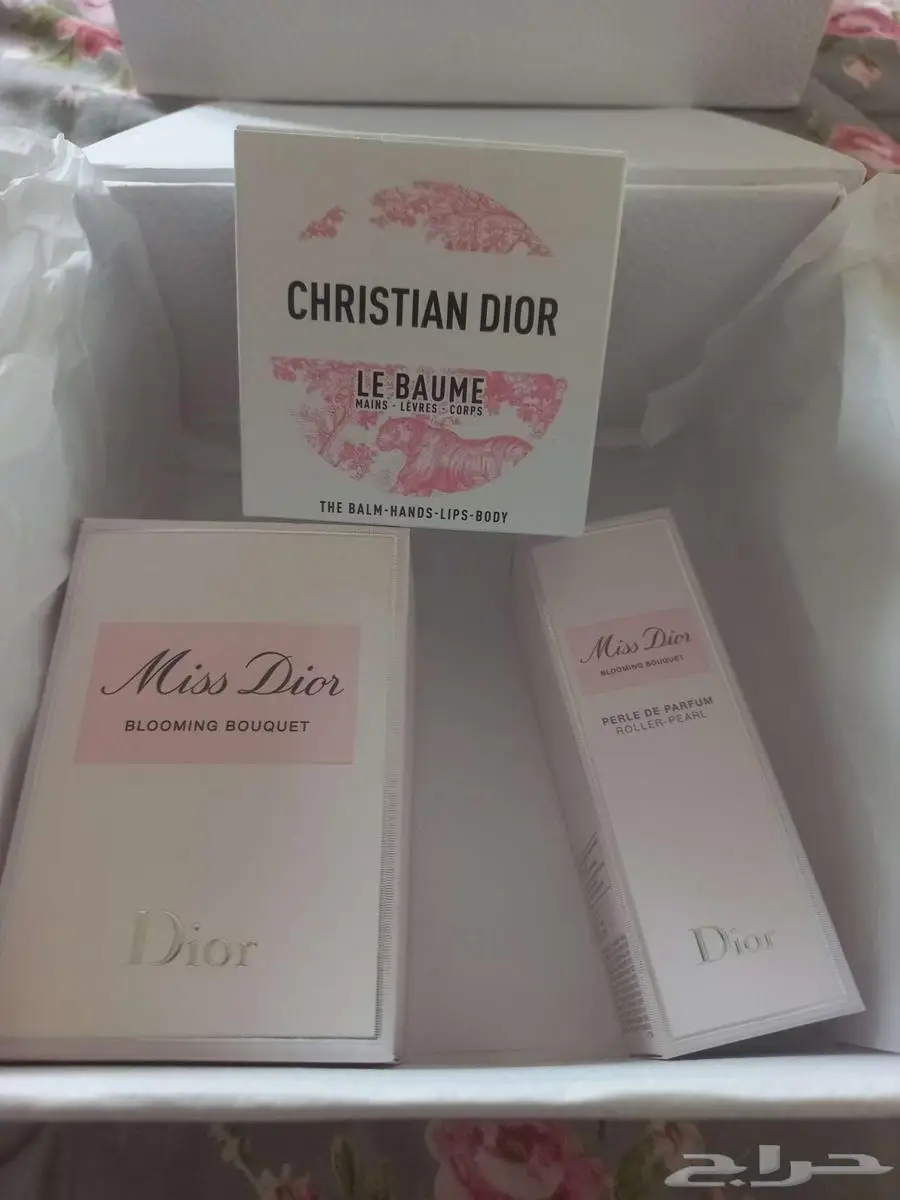 CHRISTIAN DIOR
LE BAUME
MAINS - LÈVRES - CORPS
THE BALM-HANDS-LIPS-BODY
Miss Dior
BLOOMING BOUQUET
Dior
Miss Dior
BLOOMING BOUQUET
PERLE DE PARFUM
ROLLER-PEARL
Dior
حراج